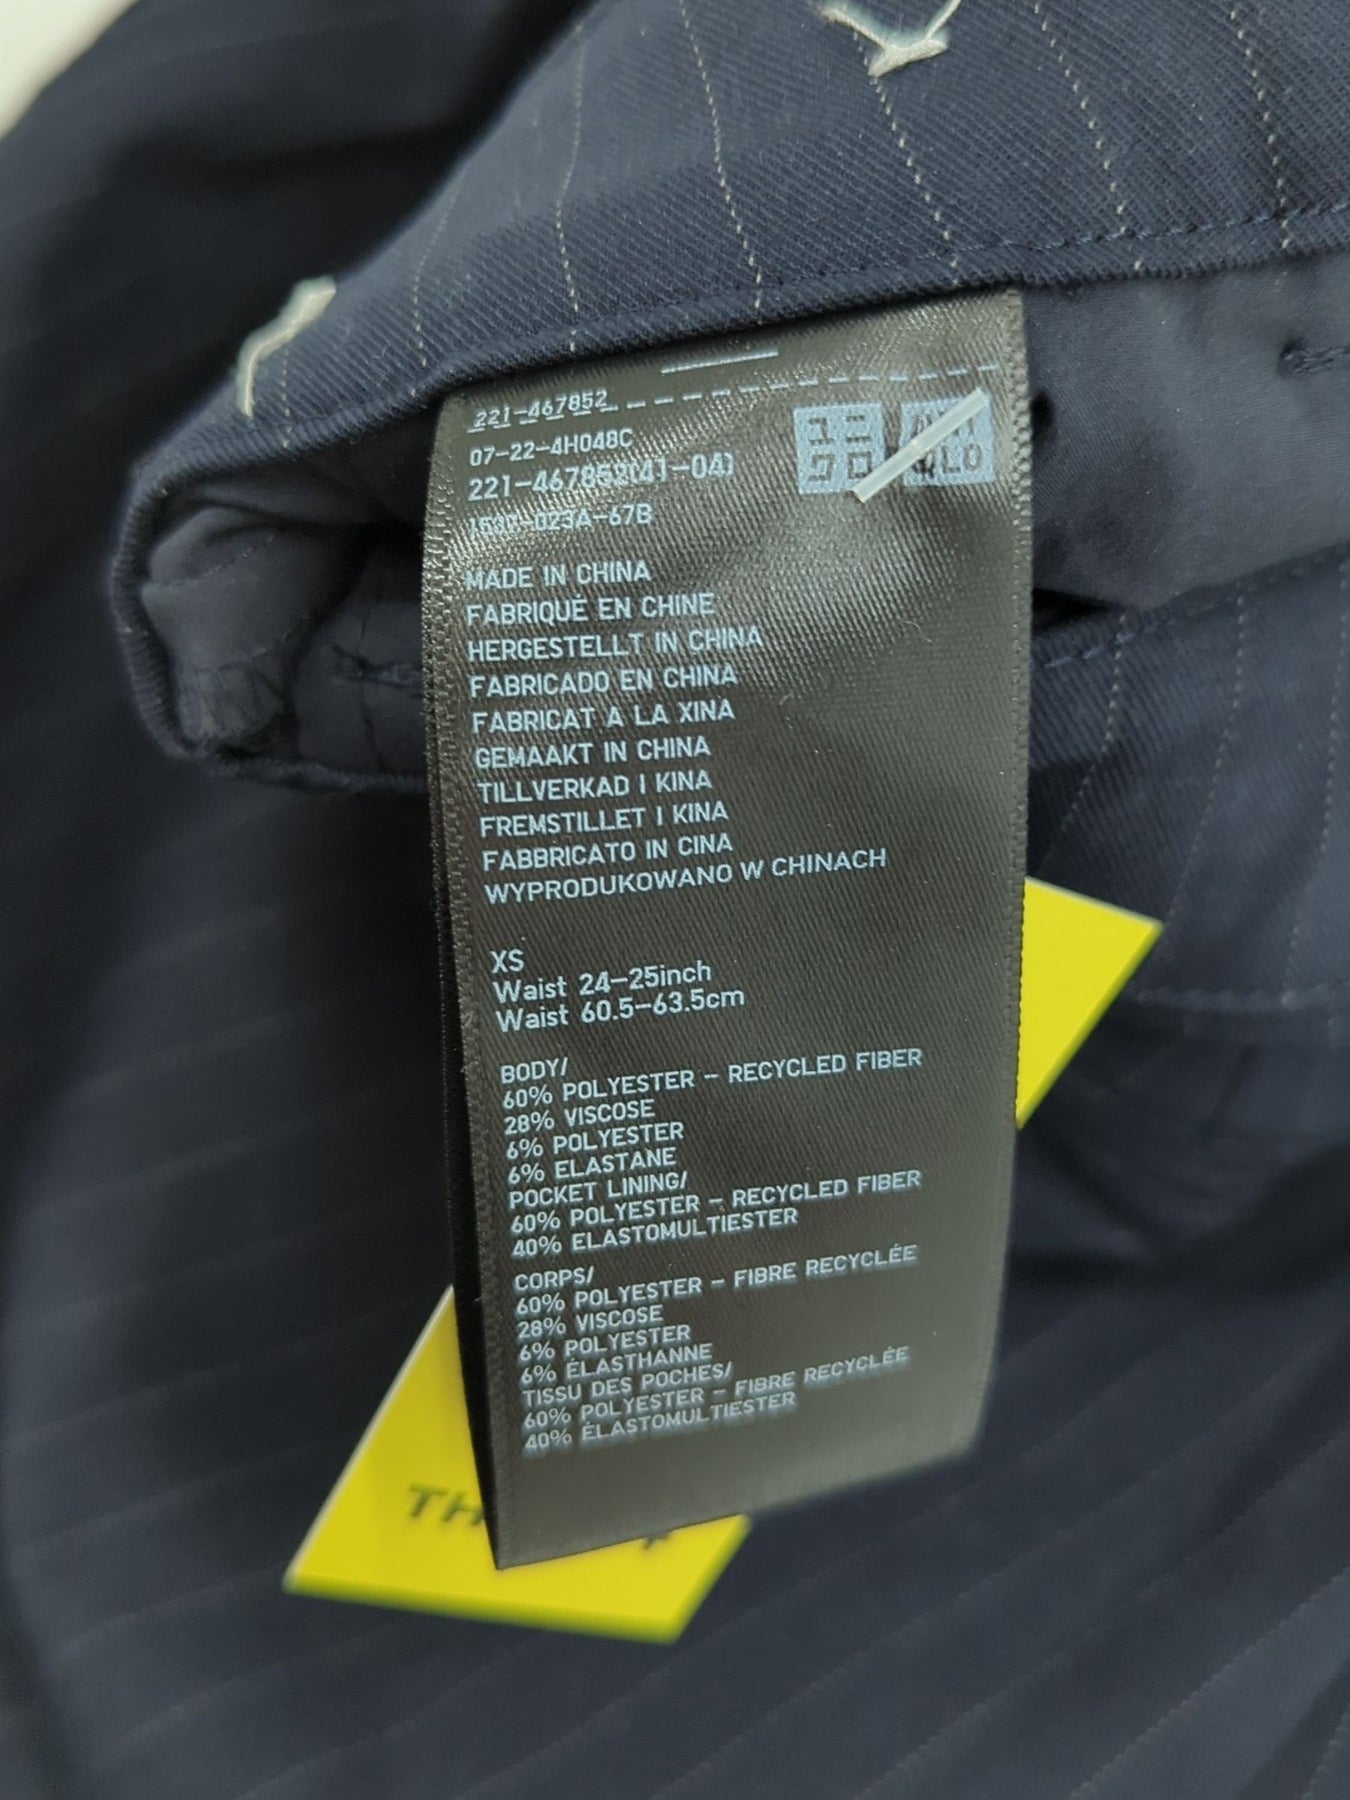 221-467852
07-22-4H048C
221-467852(41-04)
023A-67B
ユニ
クロ
MADE IN CHINA
FABRIQUÉ EN CHINE
HERGESTELLT IN CHINA
FABRICADO EN CHINA
FABRICAT A LA XINA
GEMAAKT IN CHINA
TILLVERKAD I KINA
FREMSTILLET I KINA
FABBRICATO IN CINA
WYPRODUKOWANO W CHINACH
XS
Waist 24-25inch
Waist 60.5-63.5cm
BODY/
60% POLYESTER - RECYCLED FIBER
28% VISCOSE
6% POLYESTER
6% ELASTANE
POCKET LINING/
60% POLYESTER - RECYCLED FIBER
40% ELASTOMULTIESTER
CORPS/
60% POLYESTER - FIBRE RECYCLÉE
28% VISCOSE
6% POLYESTER
6% ÉLASTHANNE
TISSU DES POCHES/
60% POLYESTER - FIBRE RECYCLÉE
40% ÉLASTOMULTIESTER